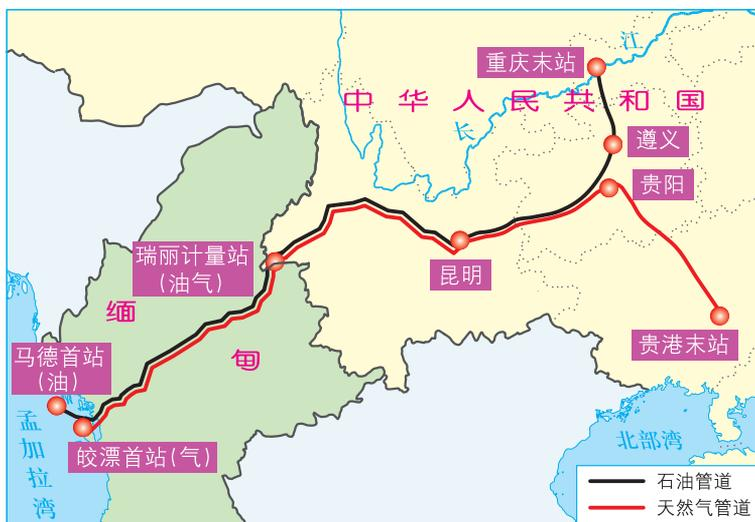 重庆末站
江
中华人民共和国
长
遵义
贵阳
瑞丽计量站
(油气)
昆明
缅甸
贵港末站
马德首站
(油)
皎漂首站(气)
孟加拉湾
北部湾
石油管道
天然气管道